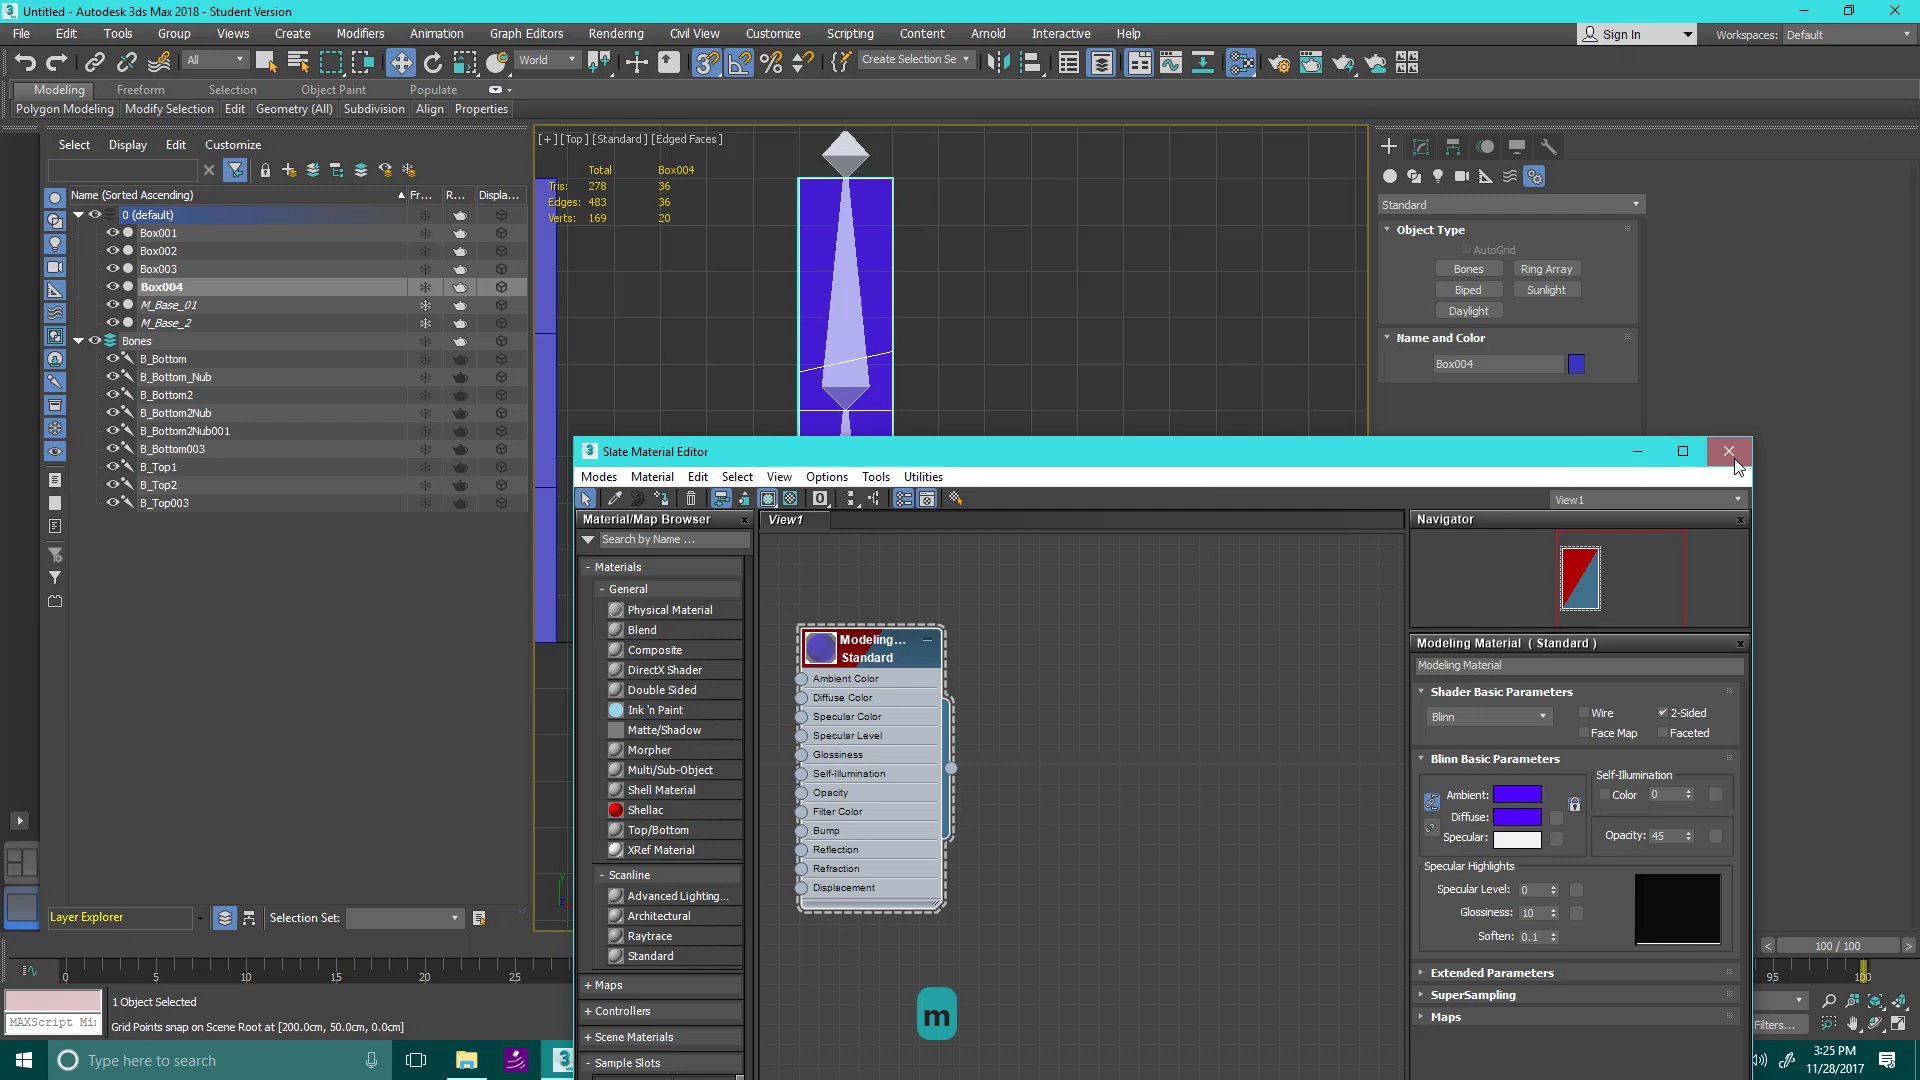 Untitled - Autodesk 3ds Max 2018 - Student Version
File Edit Tools Group Views Create Modifiers Animation Graph Editors Rendering Civil View Customize Scripting Content Arnold Interactive Help
Sign In
Workspaces: Default
All
World
Create Selection Se
Modeling Freeform Selection Object Paint Populate
Polygon Modeling Modify Selection Edit Geometry (All) Subdivision Align Properties
Select Display Edit Customize
Name (Sorted Ascending) Fr... R... Displa...
0 (default)
Box001
Box002
Box003
Box004
M_Base_01
M_Base_2
Bones
B_Bottom
B_Bottom_Nub
B_Bottom2
B_Bottom2Nub
B_Bottom2Nub001
B_Bottom003
B_Top1
B_Top2
B_Top003
[+] [Top] [Standard] [Edged Faces]
Total Box004
Tris: 278 36
Edges: 483 36
Verts: 169 20
Standard
Object Type
AutoGrid
Bones Ring Array
Biped Sunlight
Daylight
Name and Color
Box004
Slate Material Editor
Modes Material Edit Select View Options Tools Utilities
View1
Material/Map Browser
Search by Name ...
- Materials
- General
Physical Material
Blend
Composite
DirectX Shader
Double Sided
Ink 'n Paint
Matte/Shadow
Morpher
Multi/Sub-Object
Shell Material
Shellac
Top/Bottom
XRef Material
- Scanline
Advanced Lighting...
Architectural
Raytrace
Standard
+ Maps
+ Controllers
+ Scene Materials
- Sample Slots
View1
Modeling...
Standard
Ambient Color
Diffuse Color
Specular Color
Specular Level
Glossiness
Self-Illumination
Opacity
Filter Color
Bump
Reflection
Refraction
Displacement
m
Navigator
Modeling Material ( Standard )
Modeling Material
Shader Basic Parameters
Blinn
Wire 2-Sided
Face Map Faceted
Blinn Basic Parameters
Self-Illumination
Ambient: Color 0
Diffuse:
Specular: Opacity: 45
Specular Highlights
Specular Level: 0
Glossiness: 10
Soften: 0.1
Extended Parameters
SuperSampling
Maps
Layer Explorer
Selection Set:
0 5 10 15 20 25
100 / 100
95 100
1 Object Selected
MAXScript Mi
Grid Points snap on Scene Root at [200.0cm, 50.0cm, 0.0cm]
Filters...
Type here to search
3:25 PM
11/28/2017